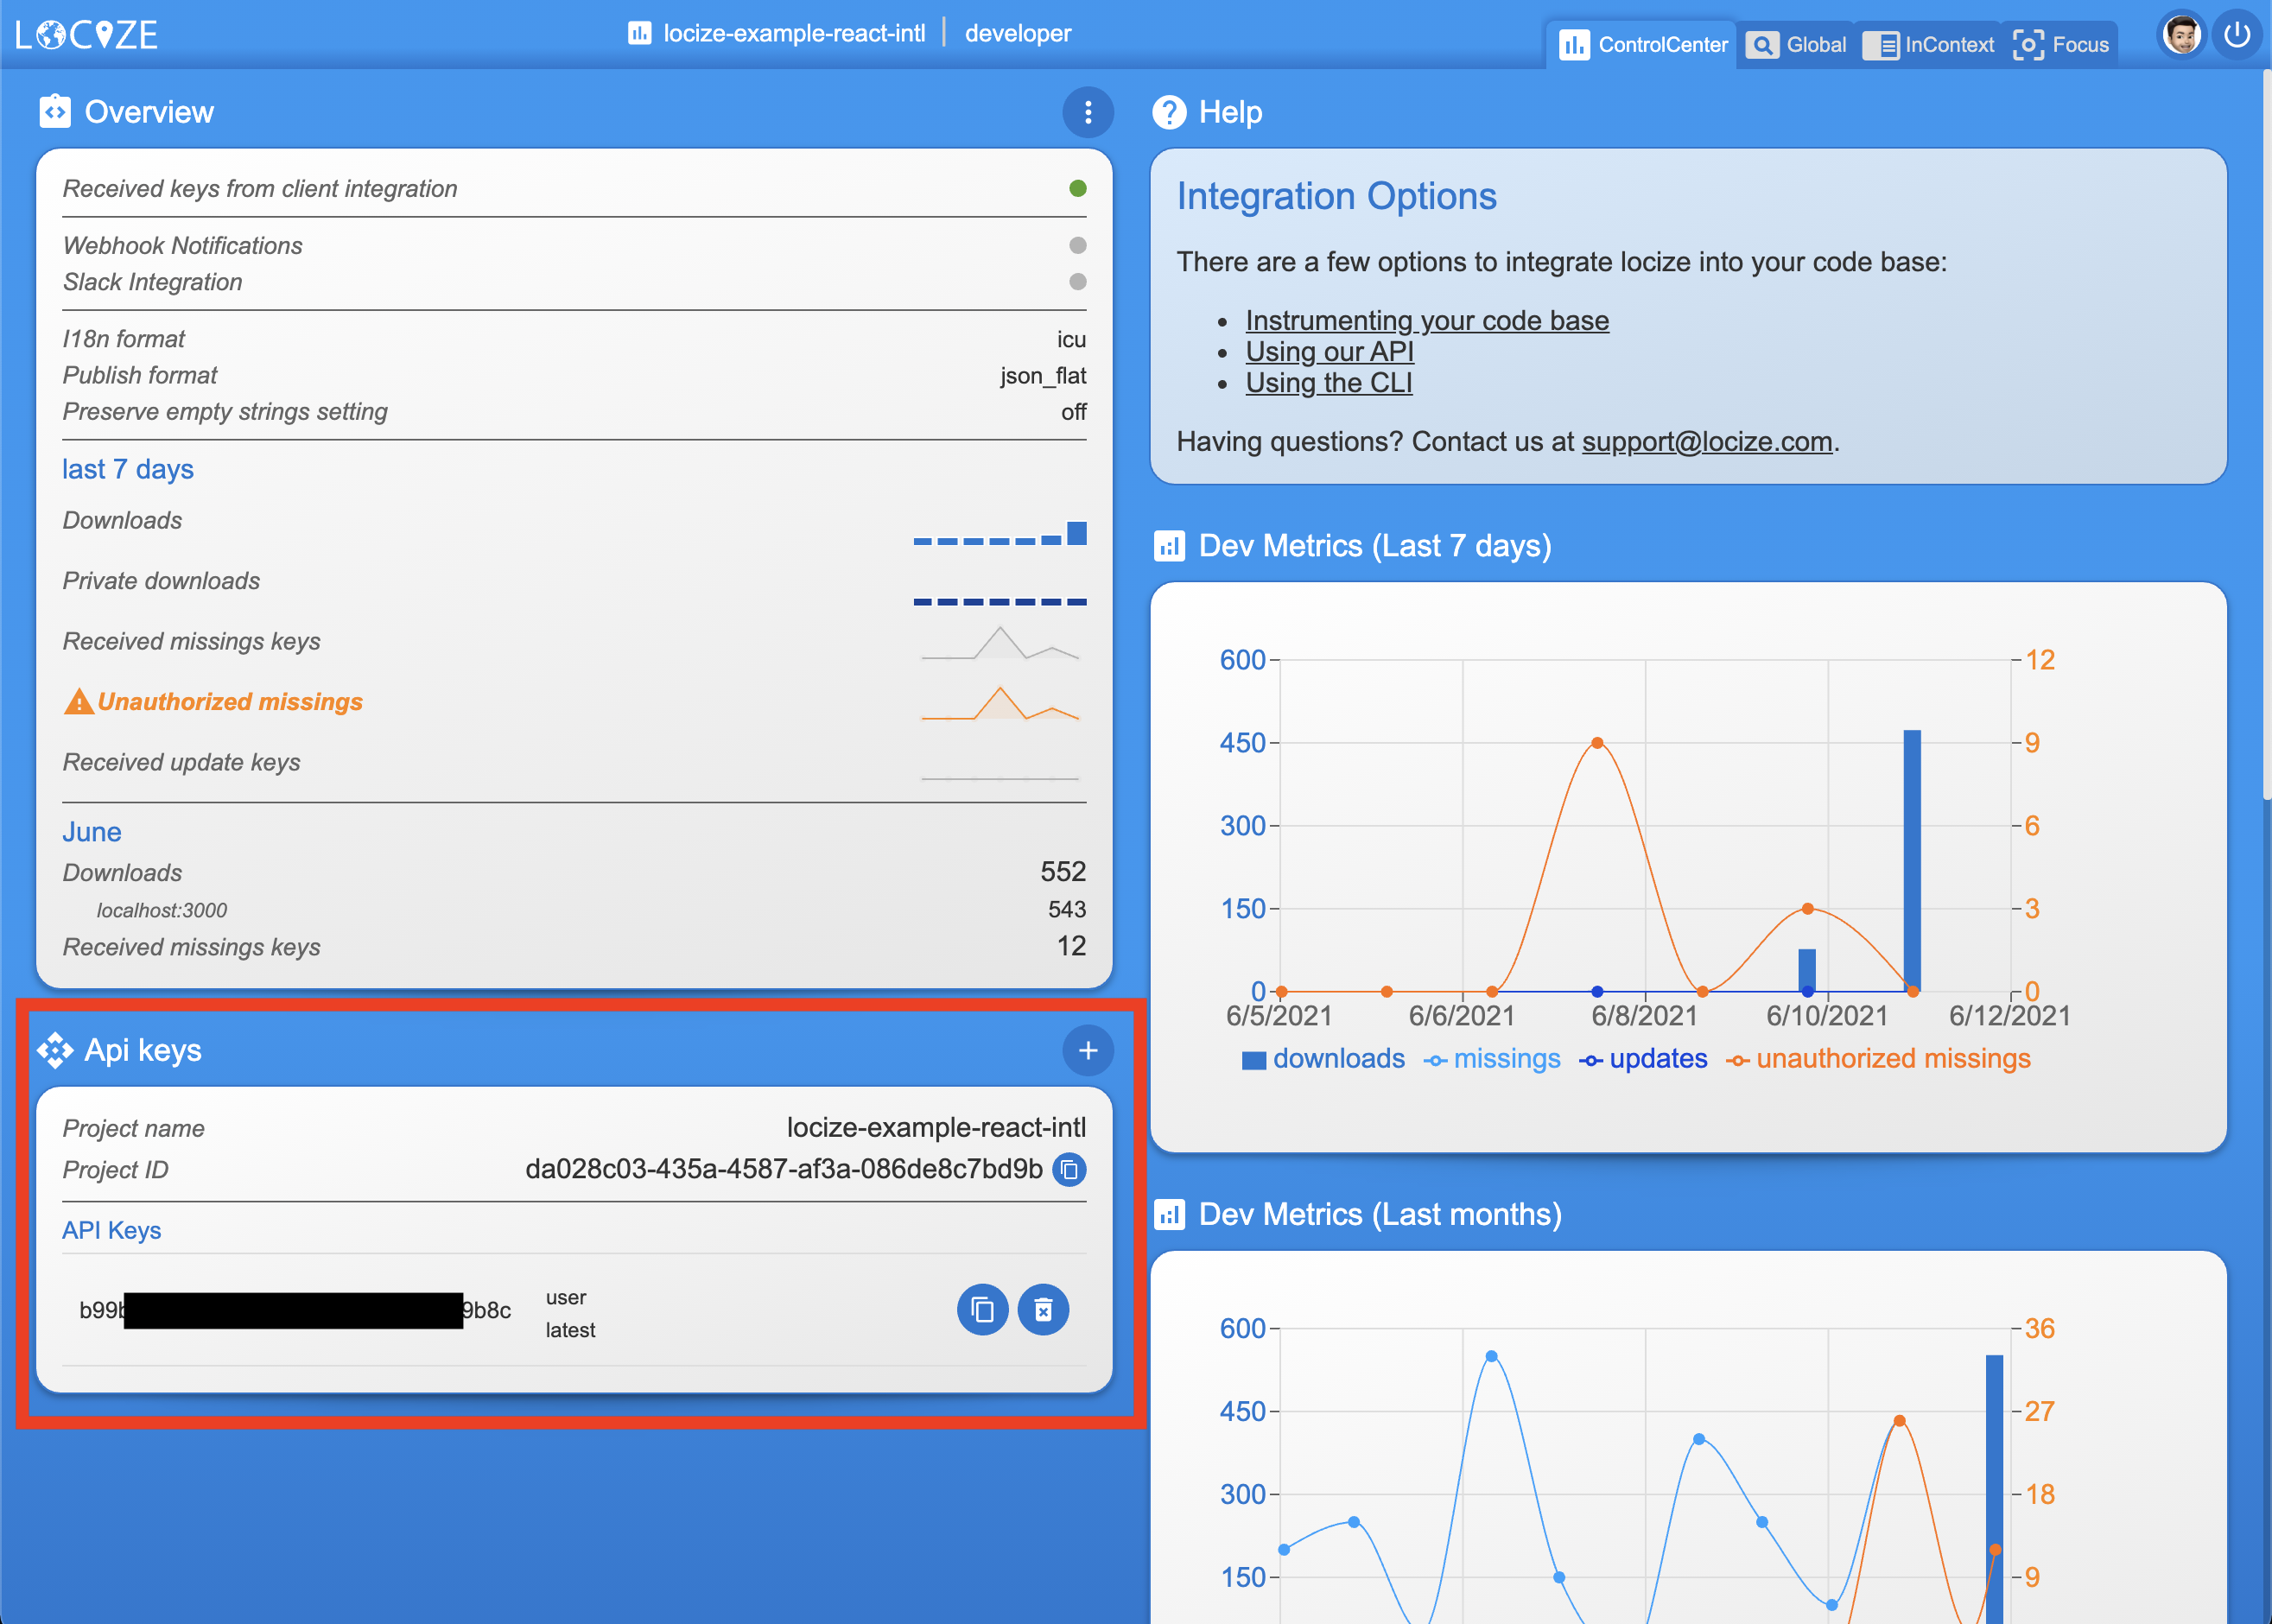 LOCIZE
locize-example-react-intl | developer
ControlCenter
Global
InContext
Focus
Overview
Received keys from client integration
Webhook Notifications
Slack Integration
I18n format icu
Publish format json_flat
Preserve empty strings setting off
last 7 days
Downloads
Private downloads
Received missings keys
Unauthorized missings
Received update keys
June
Downloads 552
localhost:3000 543
Received missings keys 12
Api keys
Project name locize-example-react-intl
Project ID da028c03-435a-4587-af3a-086de8c7bd9b
API Keys
b99b 9b8c
user
latest
Help
Integration Options
There are a few options to integrate locize into your code base:
Instrumenting your code base
Using our API
Using the CLI
Having questions? Contact us at support@locize.com.
Dev Metrics (Last 7 days)
600 12
450 9
300 6
150 3
0 0
6/5/2021 6/6/2021 6/8/2021 6/10/2021 6/12/2021
downloads missings updates unauthorized missings
Dev Metrics (Last months)
600 36
450 27
300 18
150 9